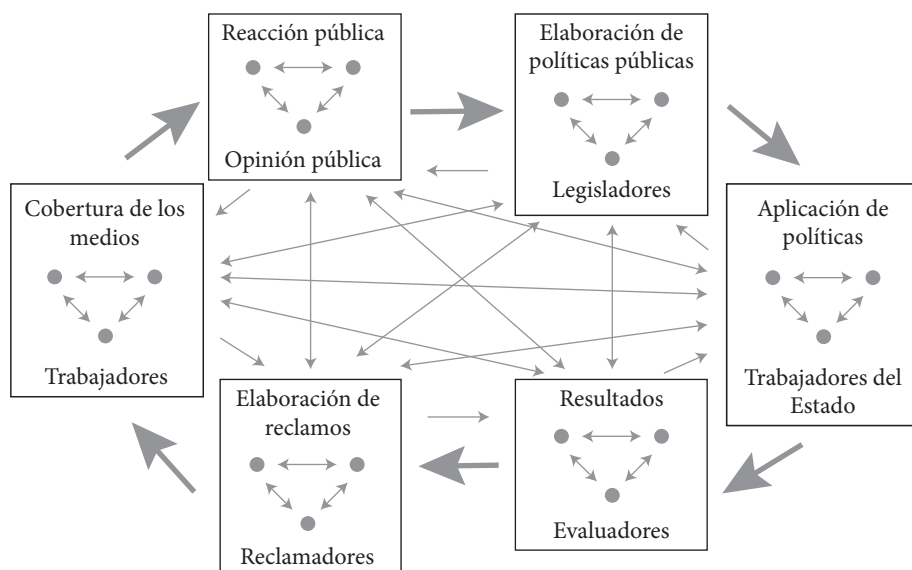 Reacción pública
Opinión pública
Elaboración de
políticas públicas
Legisladores
Cobertura de los
medios
Trabajadores
Aplicación de
políticas
Trabajadores del
Estado
Elaboración de
reclamos
Reclamadores
Resultados
Evaluadores